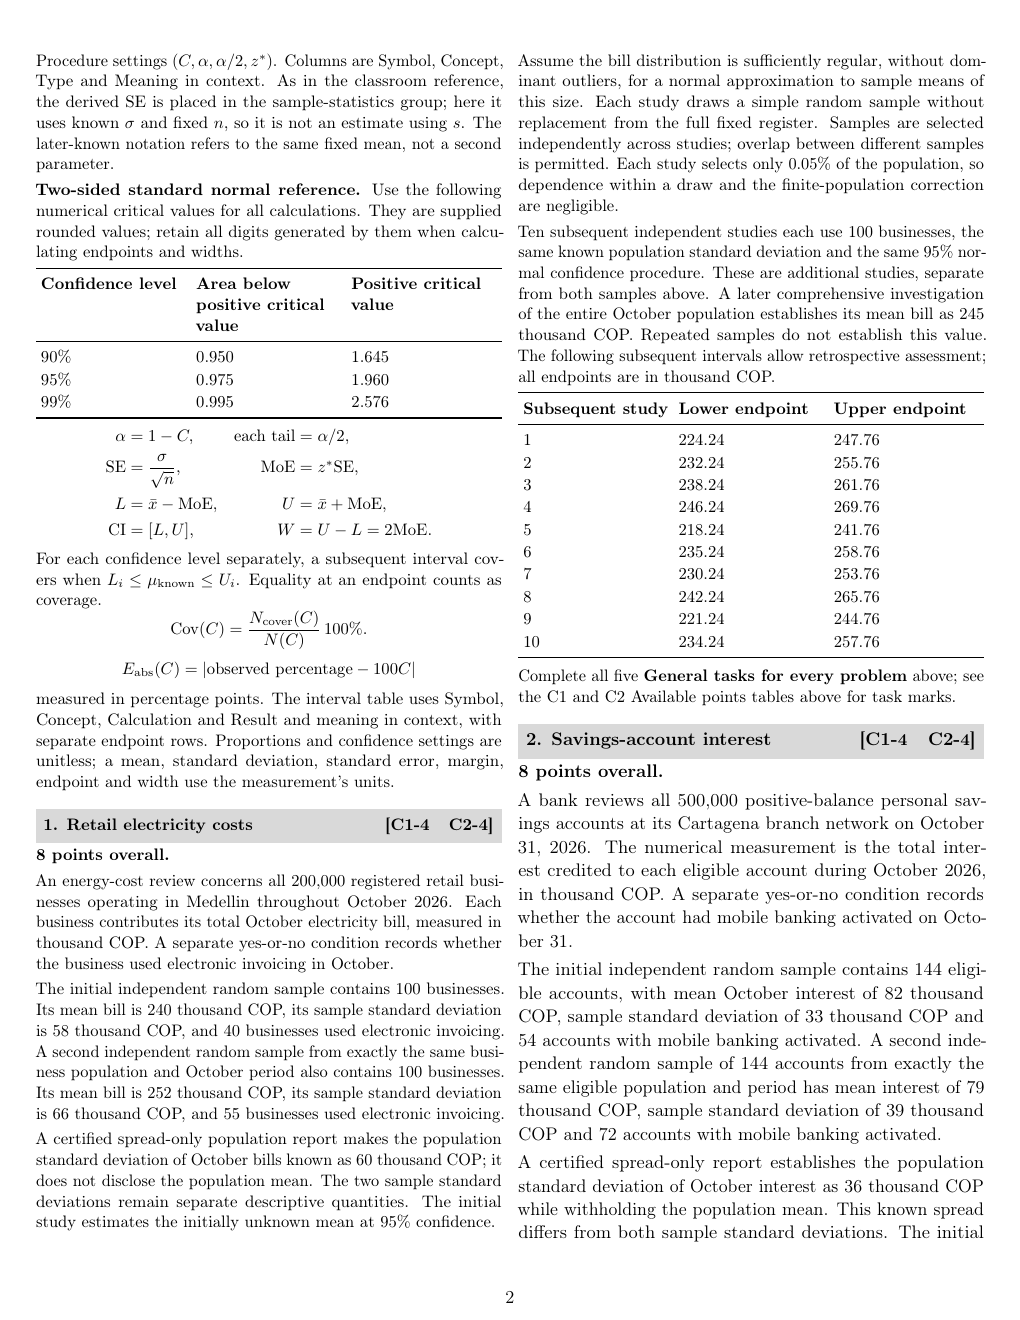 Procedure settings (C, α, α/2, z*). Columns are Symbol, Concept,
Type and Meaning in context. As in the classroom reference,
the derived SE is placed in the sample-statistics group; here it
uses known σ and fixed n, so it is not an estimate using s. The
later-known notation refers to the same fixed mean, not a second
parameter.
Two-sided standard normal reference. Use the following
numerical critical values for all calculations. They are supplied
rounded values; retain all digits generated by them when calcu-
lating endpoints and widths.
Confidence level Area below positive critical value Positive critical value
90% 0.950 1.645
95% 0.975 1.960
99% 0.995 2.576
α = 1 − C, each tail = α/2,
SE = σ/√n, MoE = z*SE,
L = x̄ − MoE, U = x̄ + MoE,
CI = [L, U], W = U − L = 2MoE.
For each confidence level separately, a subsequent interval cov-
ers when Lᵢ ≤ μknown ≤ Uᵢ. Equality at an endpoint counts as
coverage.
Cov(C) = Ncover(C)/N(C) 100%.
Eabs(C) = |observed percentage − 100C|
measured in percentage points. The interval table uses Symbol,
Concept, Calculation and Result and meaning in context, with
separate endpoint rows. Proportions and confidence settings are
unitless; a mean, standard deviation, standard error, margin,
endpoint and width use the measurement's units.
1. Retail electricity costs [C1-4 C2-4]
8 points overall.
An energy-cost review concerns all 200,000 registered retail busi-
nesses operating in Medellin throughout October 2026. Each
business contributes its total October electricity bill, measured in
thousand COP. A separate yes-or-no condition records whether
the business used electronic invoicing in October.
The initial independent random sample contains 100 businesses.
Its mean bill is 240 thousand COP, its sample standard deviation
is 58 thousand COP, and 40 businesses used electronic invoicing.
A second independent random sample from exactly the same busi-
ness population and October period also contains 100 businesses.
Its mean bill is 252 thousand COP, its sample standard deviation
is 66 thousand COP, and 55 businesses used electronic invoicing.
A certified spread-only population report makes the population
standard deviation of October bills known as 60 thousand COP; it
does not disclose the population mean. The two sample standard
deviations remain separate descriptive quantities. The initial
study estimates the initially unknown mean at 95% confidence.
Assume the bill distribution is sufficiently regular, without dom-
inant outliers, for a normal approximation to sample means of
this size. Each study draws a simple random sample without
replacement from the full fixed register. Samples are selected
independently across studies; overlap between different samples
is permitted. Each study selects only 0.05% of the population, so
dependence within a draw and the finite-population correction
are negligible.
Ten subsequent independent studies each use 100 businesses, the
same known population standard deviation and the same 95% nor-
mal confidence procedure. These are additional studies, separate
from both samples above. A later comprehensive investigation
of the entire October population establishes its mean bill as 245
thousand COP. Repeated samples do not establish this value.
The following subsequent intervals allow retrospective assessment;
all endpoints are in thousand COP.
Subsequent study Lower endpoint Upper endpoint
1 224.24 247.76
2 232.24 255.76
3 238.24 261.76
4 246.24 269.76
5 218.24 241.76
6 235.24 258.76
7 230.24 253.76
8 242.24 265.76
9 221.24 244.76
10 234.24 257.76
Complete all five General tasks for every problem above; see
the C1 and C2 Available points tables above for task marks.
2. Savings-account interest [C1-4 C2-4]
8 points overall.
A bank reviews all 500,000 positive-balance personal sav-
ings accounts at its Cartagena branch network on October
31, 2026. The numerical measurement is the total inter-
est credited to each eligible account during October 2026,
in thousand COP. A separate yes-or-no condition records
whether the account had mobile banking activated on Octo-
ber 31.
The initial independent random sample contains 144 eligi-
ble accounts, with mean October interest of 82 thousand
COP, sample standard deviation of 33 thousand COP and
54 accounts with mobile banking activated. A second inde-
pendent random sample of 144 accounts from exactly the
same eligible population and period has mean interest of 79
thousand COP, sample standard deviation of 39 thousand
COP and 72 accounts with mobile banking activated.
A certified spread-only report establishes the population
standard deviation of October interest as 36 thousand COP
while withholding the population mean. This known spread
differs from both sample standard deviations. The initial
2